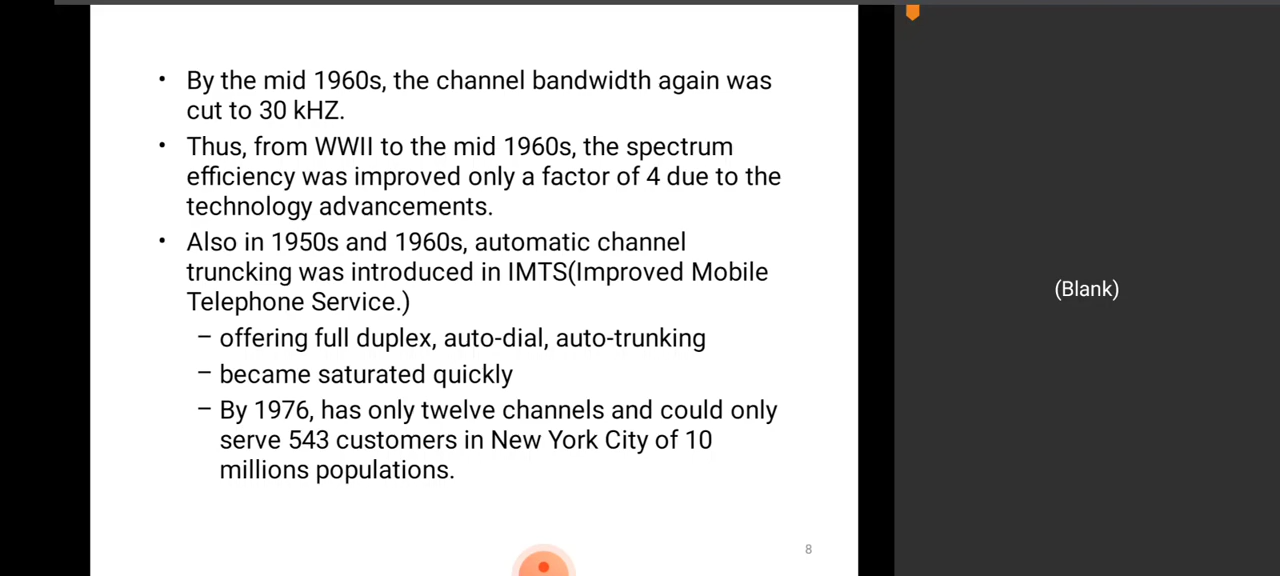 • By the mid 1960s, the channel bandwidth again was
cut to 30 kHZ.
• Thus, from WWII to the mid 1960s, the spectrum
efficiency was improved only a factor of 4 due to the
technology advancements.
• Also in 1950s and 1960s, automatic channel
truncking was introduced in IMTS(Improved Mobile
Telephone Service.)
– offering full duplex, auto-dial, auto-trunking
– became saturated quickly
– By 1976, has only twelve channels and could only
serve 543 customers in New York City of 10
millions populations.
8
(Blank)